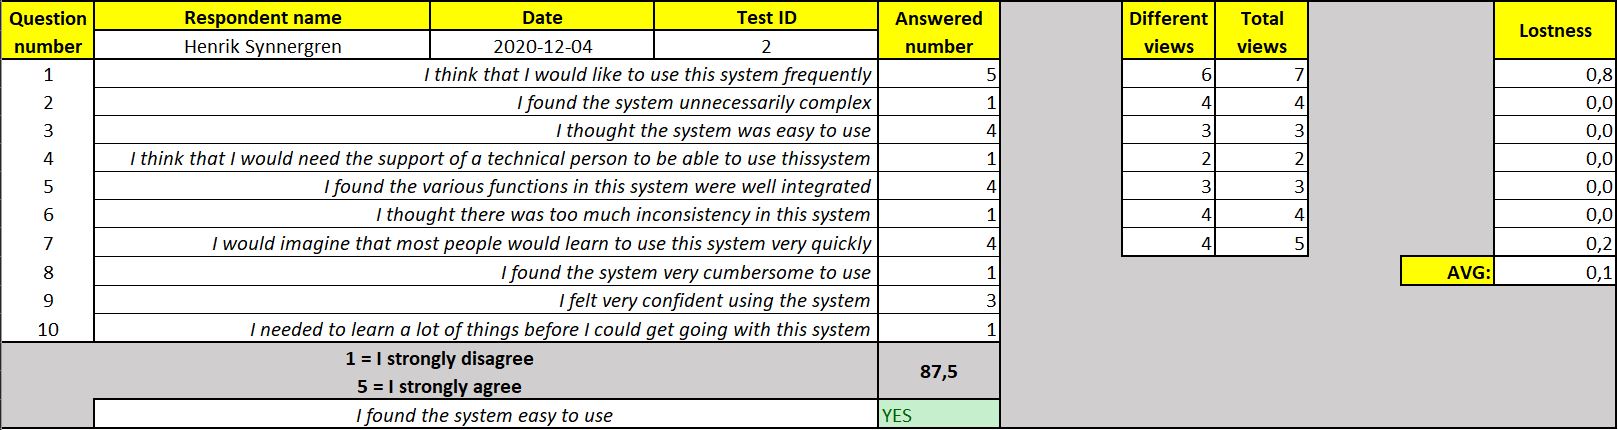 Question number Respondent name Date Test ID Answered number Different views Total views Lostness
Henrik Synnergren 2020-12-04 2
1 I think that I would like to use this system frequently 5 6 7 0,8
2 I found the system unnecessarily complex 1 4 4 0,0
3 I thought the system was easy to use 4 3 3 0,0
4 I think that I would need the support of a technical person to be able to use thissystem 1 2 2 0,0
5 I found the various functions in this system were well integrated 4 3 3 0,0
6 I thought there was too much inconsistency in this system 1 4 4 0,0
7 I would imagine that most people would learn to use this system very quickly 4 4 5 0,2
8 I found the system very cumbersome to use 1 AVG: 0,1
9 I felt very confident using the system 3
10 I needed to learn a lot of things before I could get going with this system 1
1 = I strongly disagree
5 = I strongly agree
87,5
I found the system easy to use YES